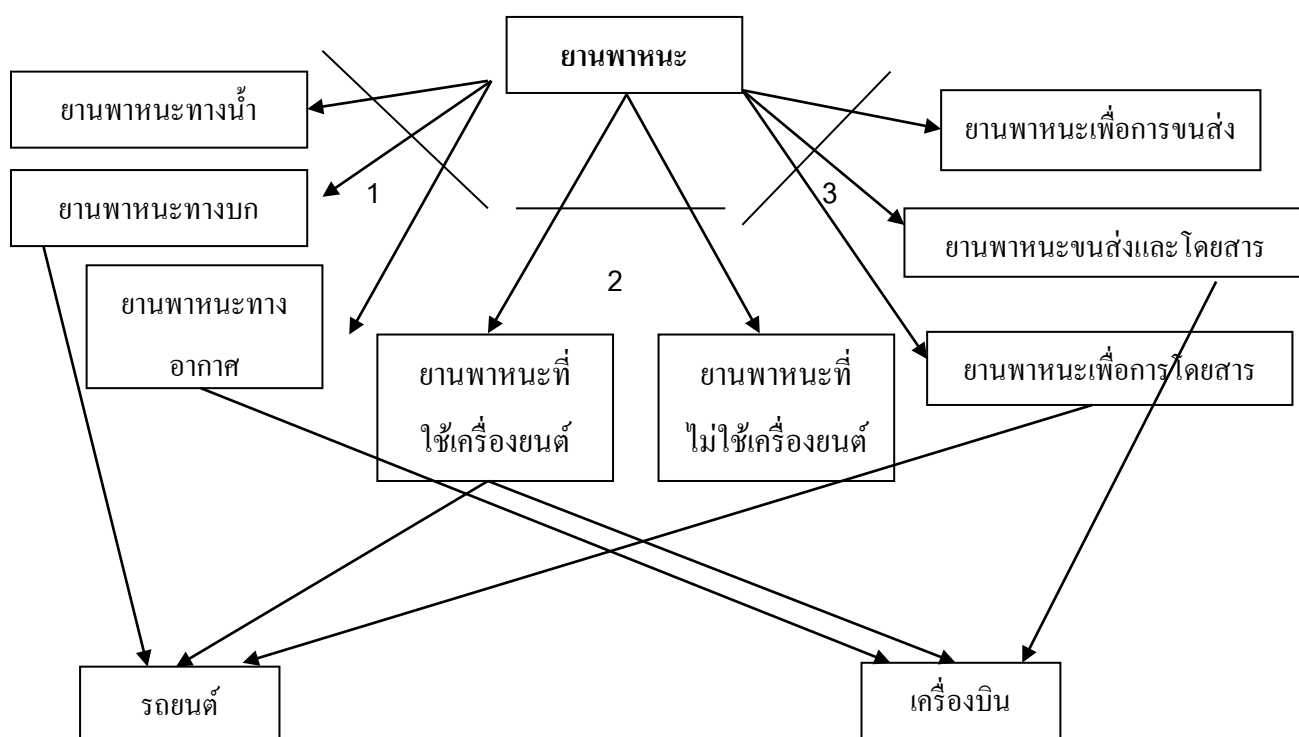 ยานพาหนะ
ยานพาหนะทางน้ำ
ยานพาหนะเพื่อการขนส่ง
ยานพาหนะทางบก
1
3
ยานพาหนะขนส่งและโดยสาร
ยานพาหนะทาง
อากาศ
2
ยานพาหนะที่
ใช้เครื่องยนต์
ยานพาหนะที่
ไม่ใช้เครื่องยนต์
ยานพาหนะเพื่อการโดยสาร
รถยนต์
เครื่องบิน